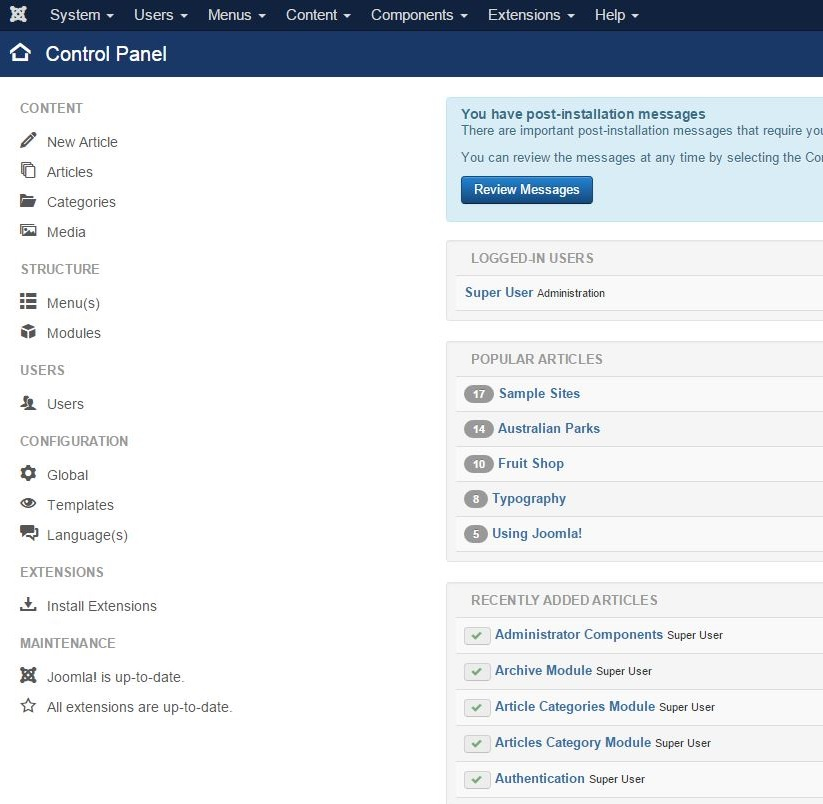 System Users Menus Content Components Extensions Help
Control Panel
CONTENT
New Article
Articles
Categories
Media
STRUCTURE
Menu(s)
Modules
USERS
Users
CONFIGURATION
Global
Templates
Language(s)
EXTENSIONS
Install Extensions
MAINTENANCE
Joomla! is up-to-date.
All extensions are up-to-date.
You have post-installation messages
There are important post-installation messages that require
You can review the messages at any time by selecting the
Review Messages
LOGGED-IN USERS
Super User Administration
POPULAR ARTICLES
17 Sample Sites
14 Australian Parks
10 Fruit Shop
8 Typography
5 Using Joomla!
RECENTLY ADDED ARTICLES
Administrator Components Super User
Archive Module Super User
Article Categories Module Super User
Articles Category Module Super User
Authentication Super User